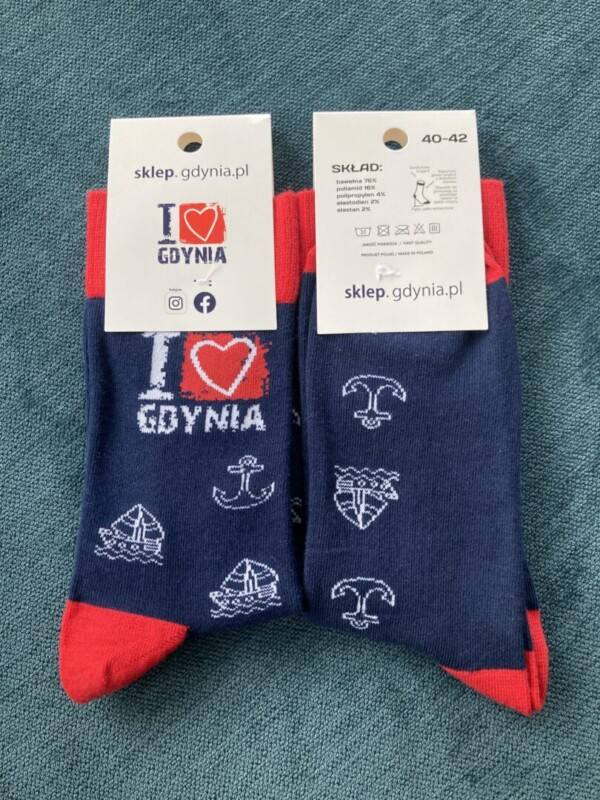 sklep.gdynia.pl
I
GDYNIA
I
GDYNIA
40-42
SKŁAD:
bawełna 76%
poliamid 16%
polipropylen 4%
elastodien 2%
elastan 2%
JAKOŚĆ PIERWSZA / FIRST QUALITY
PRODUKT POLSKI / MADE IN POLAND
sklep.gdynia.pl